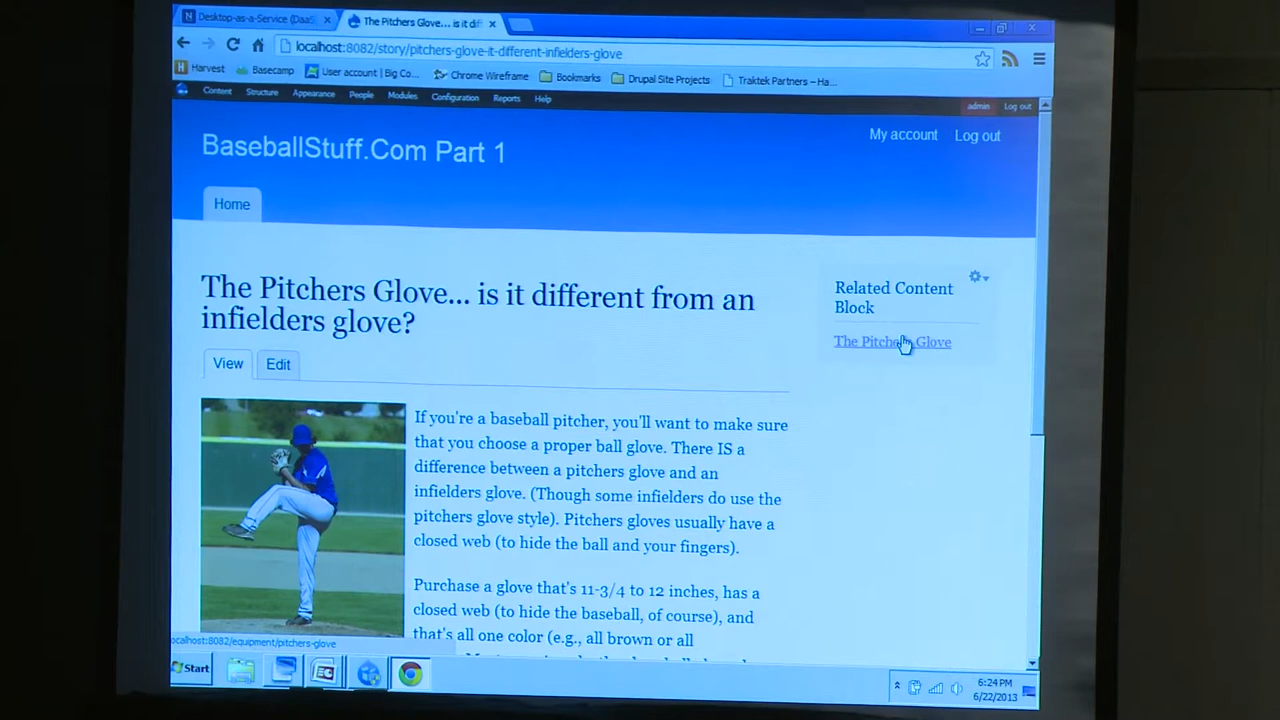 Desktop-as-a-Service (DaaS
The Pitchers Glove... is it dif
localhost:8082/story/pitchers-glove-it-different-infielders-glove
Harvest
Basecamp
User account | Big Co...
Chrome Wireframe
Bookmarks
Drupal Site Projects
Traktek Partners – Ha...
Content
Structure
Appearance
People
Modules
Configuration
Reports
Help
admin
Log out
BaseballStuff.Com Part 1
My account
Log out
Home
The Pitchers Glove... is it different from an
infielders glove?
View
Edit
Related Content
Block
The Pitchers Glove
If you're a baseball pitcher, you'll want to make sure
that you choose a proper ball glove. There IS a
difference between a pitchers glove and an
infielders glove. (Though some infielders do use the
pitchers glove style). Pitchers gloves usually have a
closed web (to hide the ball and your fingers).
Purchase a glove that's 11-3/4 to 12 inches, has a
closed web (to hide the baseball, of course), and
that's all one color (e.g., all brown or all
localhost:8082/equipment/pitchers-glove
Start
6:24 PM
6/22/2013